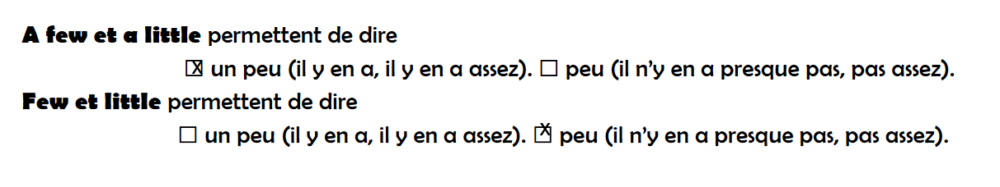 A few et a little permettent de dire
☒ un peu (il y en a, il y en a assez). ☐ peu (il n’y en a presque pas, pas assez).
Few et little permettent de dire
☐ un peu (il y en a, il y en a assez). ☒ peu (il n’y en a presque pas, pas assez).